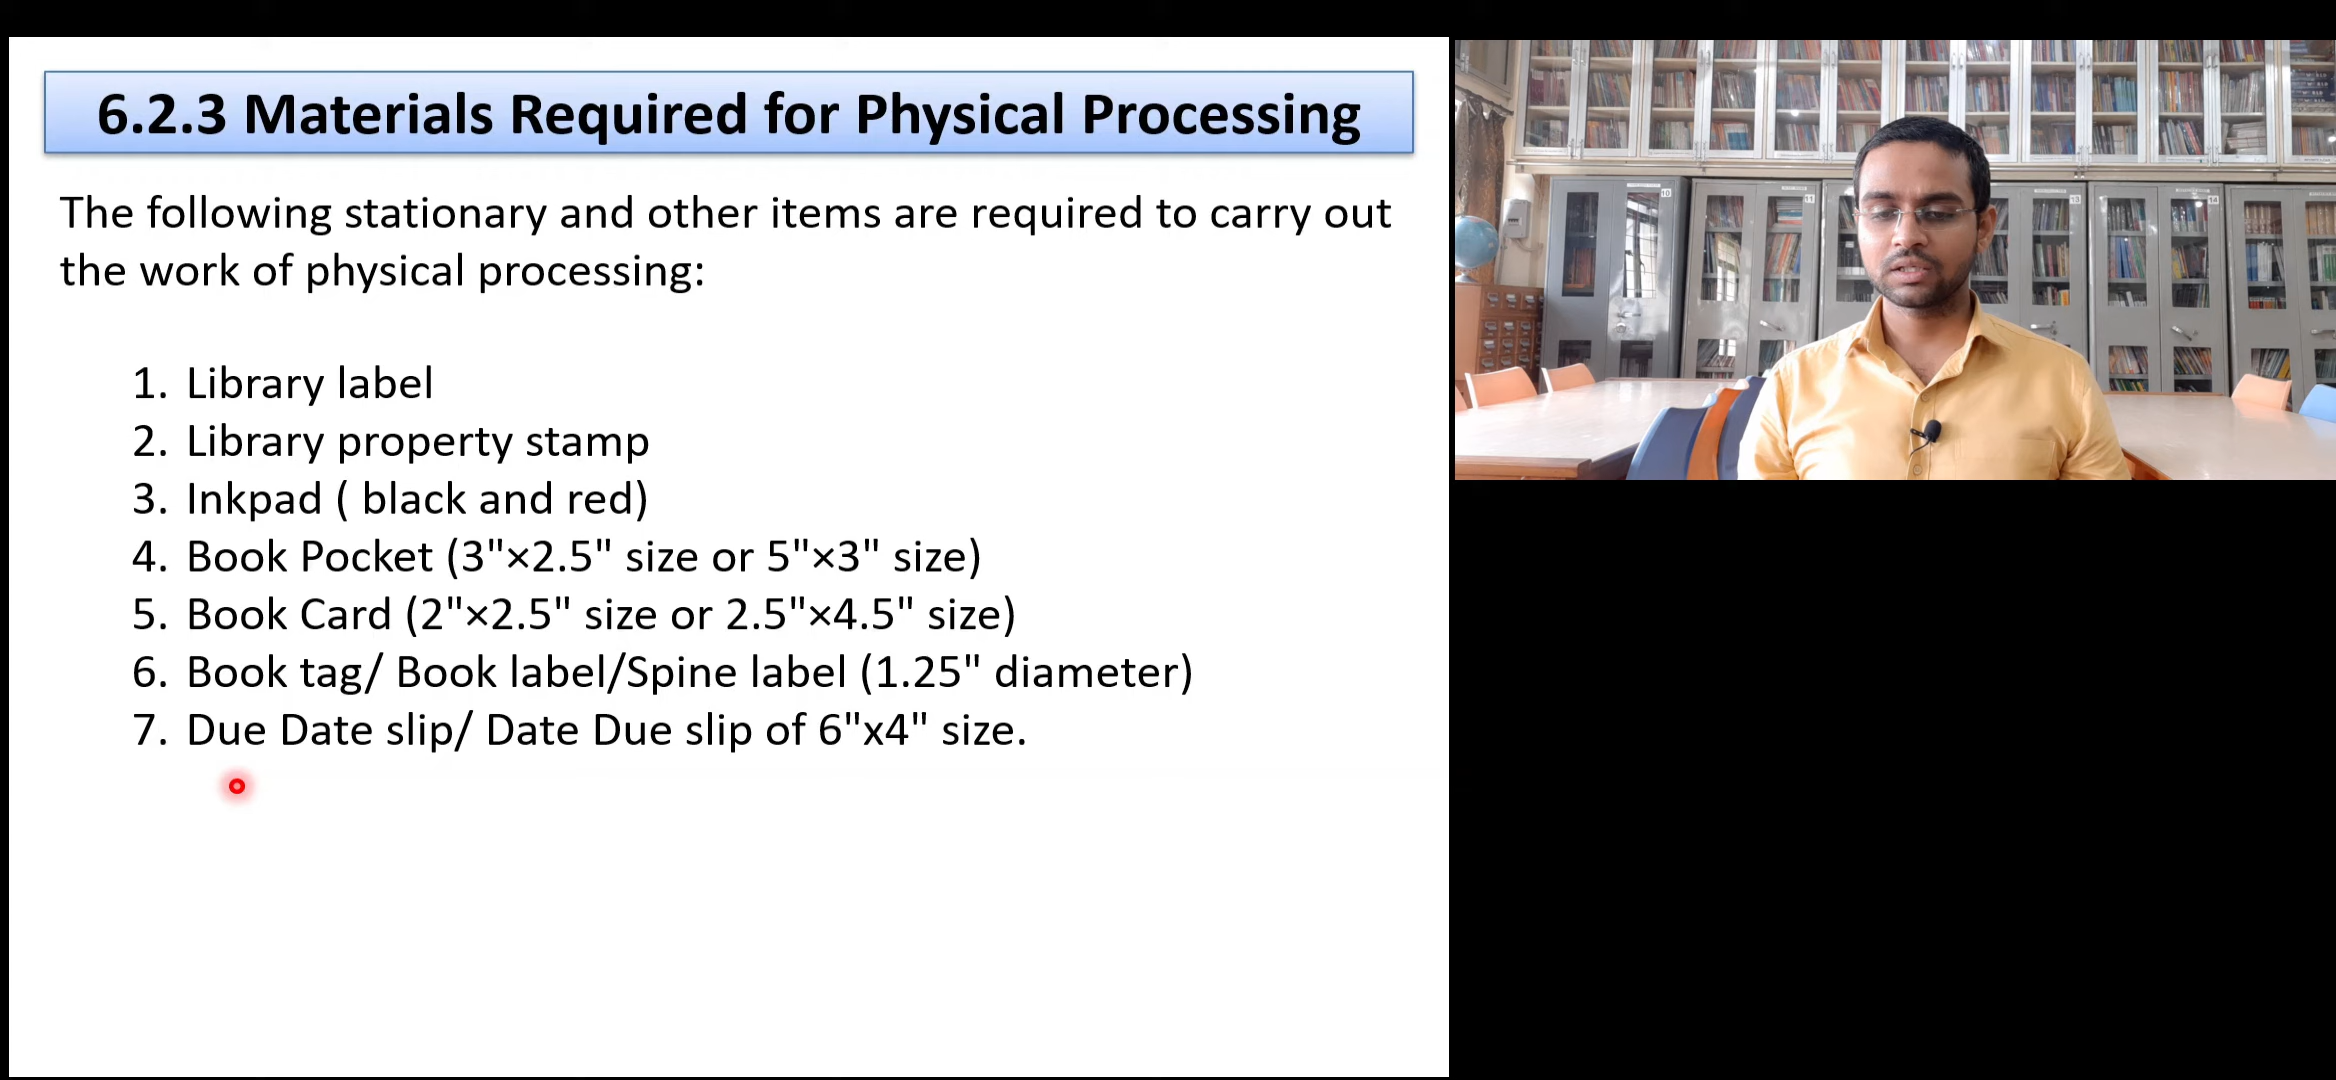 6.2.3 Materials Required for Physical Processing
The following stationary and other items are required to carry out
the work of physical processing:
1. Library label
2. Library property stamp
3. Inkpad ( black and red)
4. Book Pocket (3"×2.5" size or 5"×3" size)
5. Book Card (2"×2.5" size or 2.5"×4.5" size)
6. Book tag/ Book label/Spine label (1.25" diameter)
7. Due Date slip/ Date Due slip of 6"x4" size.